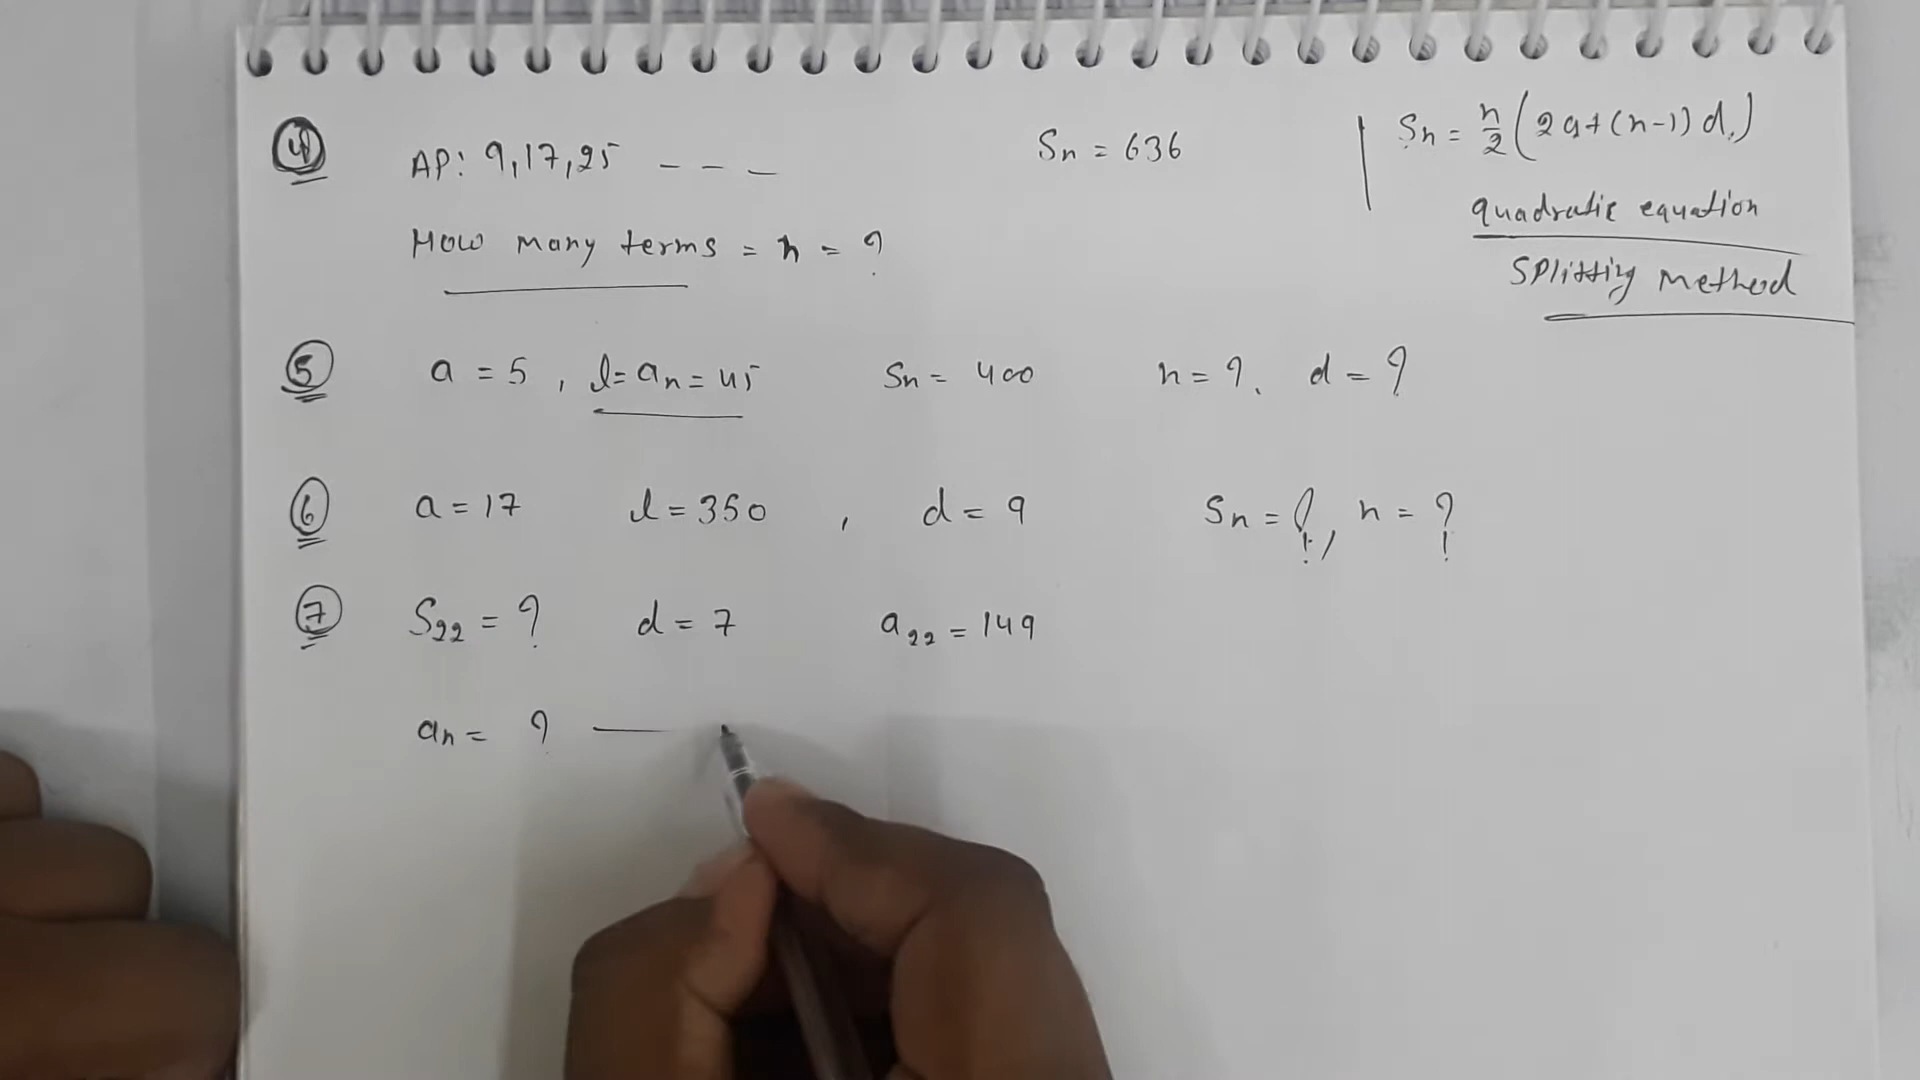 ④ AP: 9,17,25 – – – Sn = 636 | Sn = n/2 (2a+(n-1)d)
quadratic equation
How many terms = n = ?
Splitting method
⑤ a = 5 , l = an = 45 Sn = 400 n = ?, d = ?
⑥ a = 17 l = 350 , d = 9 Sn = ?, n = ?
⑦ S22 = ? d = 7 a22 = 149
an = ? —